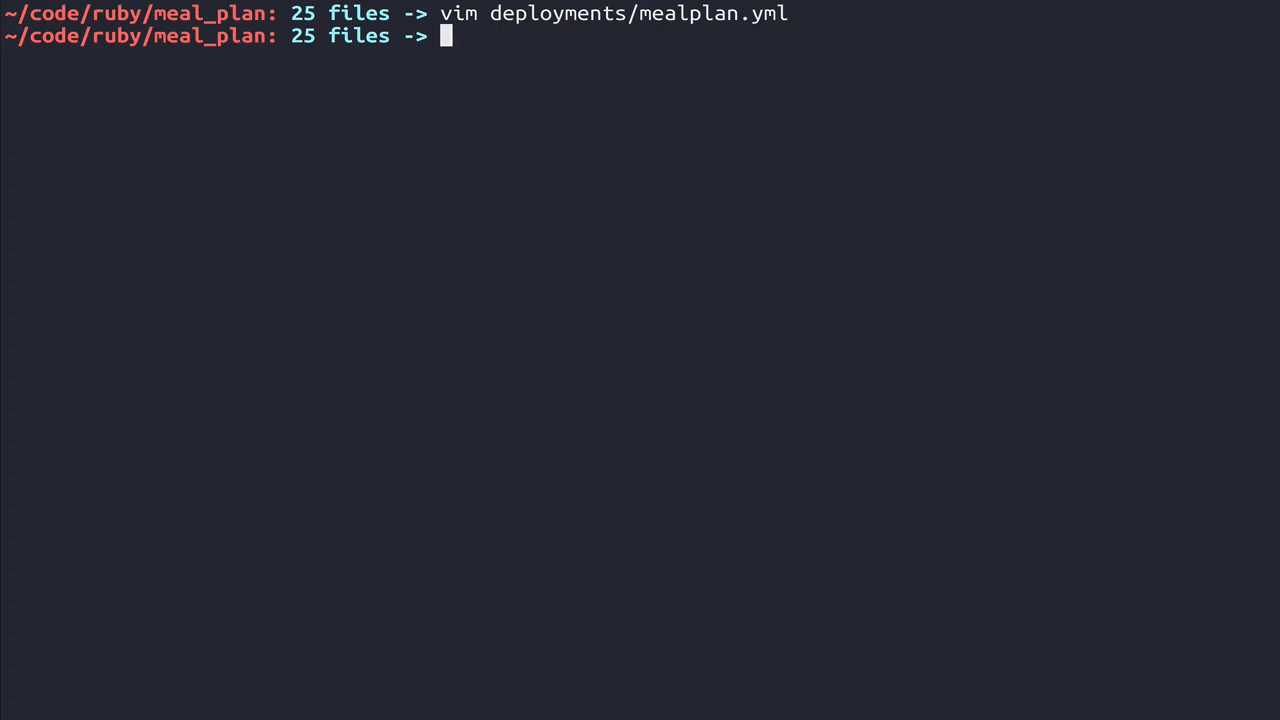 ~/code/ruby/meal_plan: 25 files -> vim deployments/mealplan.yml
~/code/ruby/meal_plan: 25 files ->